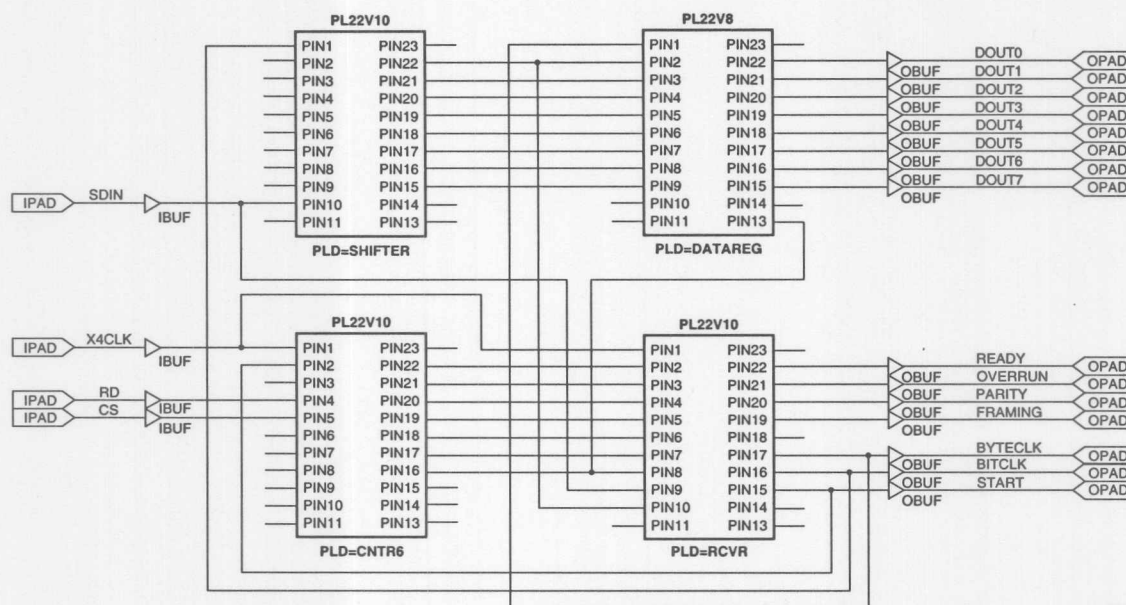 PL22V10
PIN1 PIN23
PIN2 PIN22
PIN3 PIN21
PIN4 PIN20
PIN5 PIN19
PIN6 PIN18
PIN7 PIN17
PIN8 PIN16
PIN9 PIN15
PIN10 PIN14
PIN11 PIN13
PLD=SHIFTER
PL22V8
PIN1 PIN23
PIN2 PIN22
PIN3 PIN21
PIN4 PIN20
PIN5 PIN19
PIN6 PIN18
PIN7 PIN17
PIN8 PIN16
PIN9 PIN15
PIN10 PIN14
PIN11 PIN13
PLD=DATAREG
DOUT0 OPAD
OBUF DOUT1 OPAD
OBUF DOUT2 OPAD
OBUF DOUT3 OPAD
OBUF DOUT4 OPAD
OBUF DOUT5 OPAD
OBUF DOUT6 OPAD
OBUF DOUT7 OPAD
OBUF
IPAD SDIN
IBUF
IPAD X4CLK
IBUF
IPAD RD
IBUF
IPAD CS
IBUF
PL22V10
PIN1 PIN23
PIN2 PIN22
PIN3 PIN21
PIN4 PIN20
PIN5 PIN19
PIN6 PIN18
PIN7 PIN17
PIN8 PIN16
PIN9 PIN15
PIN10 PIN14
PIN11 PIN13
PLD=CNTR6
PL22V10
PIN1 PIN23
PIN2 PIN22
PIN3 PIN21
PIN4 PIN20
PIN5 PIN19
PIN6 PIN18
PIN7 PIN17
PIN8 PIN16
PIN9 PIN15
PIN10 PIN14
PIN11 PIN13
PLD=RCVR
READY OPAD
OBUF OVERRUN OPAD
OBUF PARITY OPAD
OBUF FRAMING OPAD
OBUF
BYTECLK OPAD
OBUF BITCLK OPAD
OBUF START OPAD
OBUF